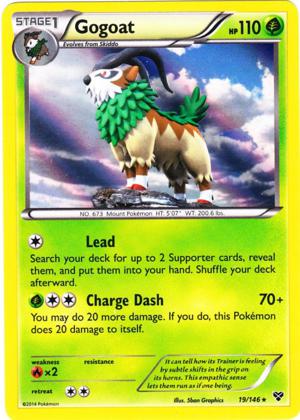 STAGE1
Gogoat
HP110
Evolves from Skiddo
NO. 673 Mount Pokémon HT: 5'07" WT: 200.6 lbs.
Lead
Search your deck for up to 2 Supporter cards, reveal
them, and put them into your hand. Shuffle your deck
afterward.
Charge Dash 70+
You may do 20 more damage. If you do, this Pokémon
does 20 damage to itself.
weakness resistance
×2
retreat
It can tell how its Trainer is feeling
by subtle shifts in the grip on
its horns. This empathic sense
lets them run as if one being.
©2014 Pokémon
Illus. 5ban Graphics
19/146★